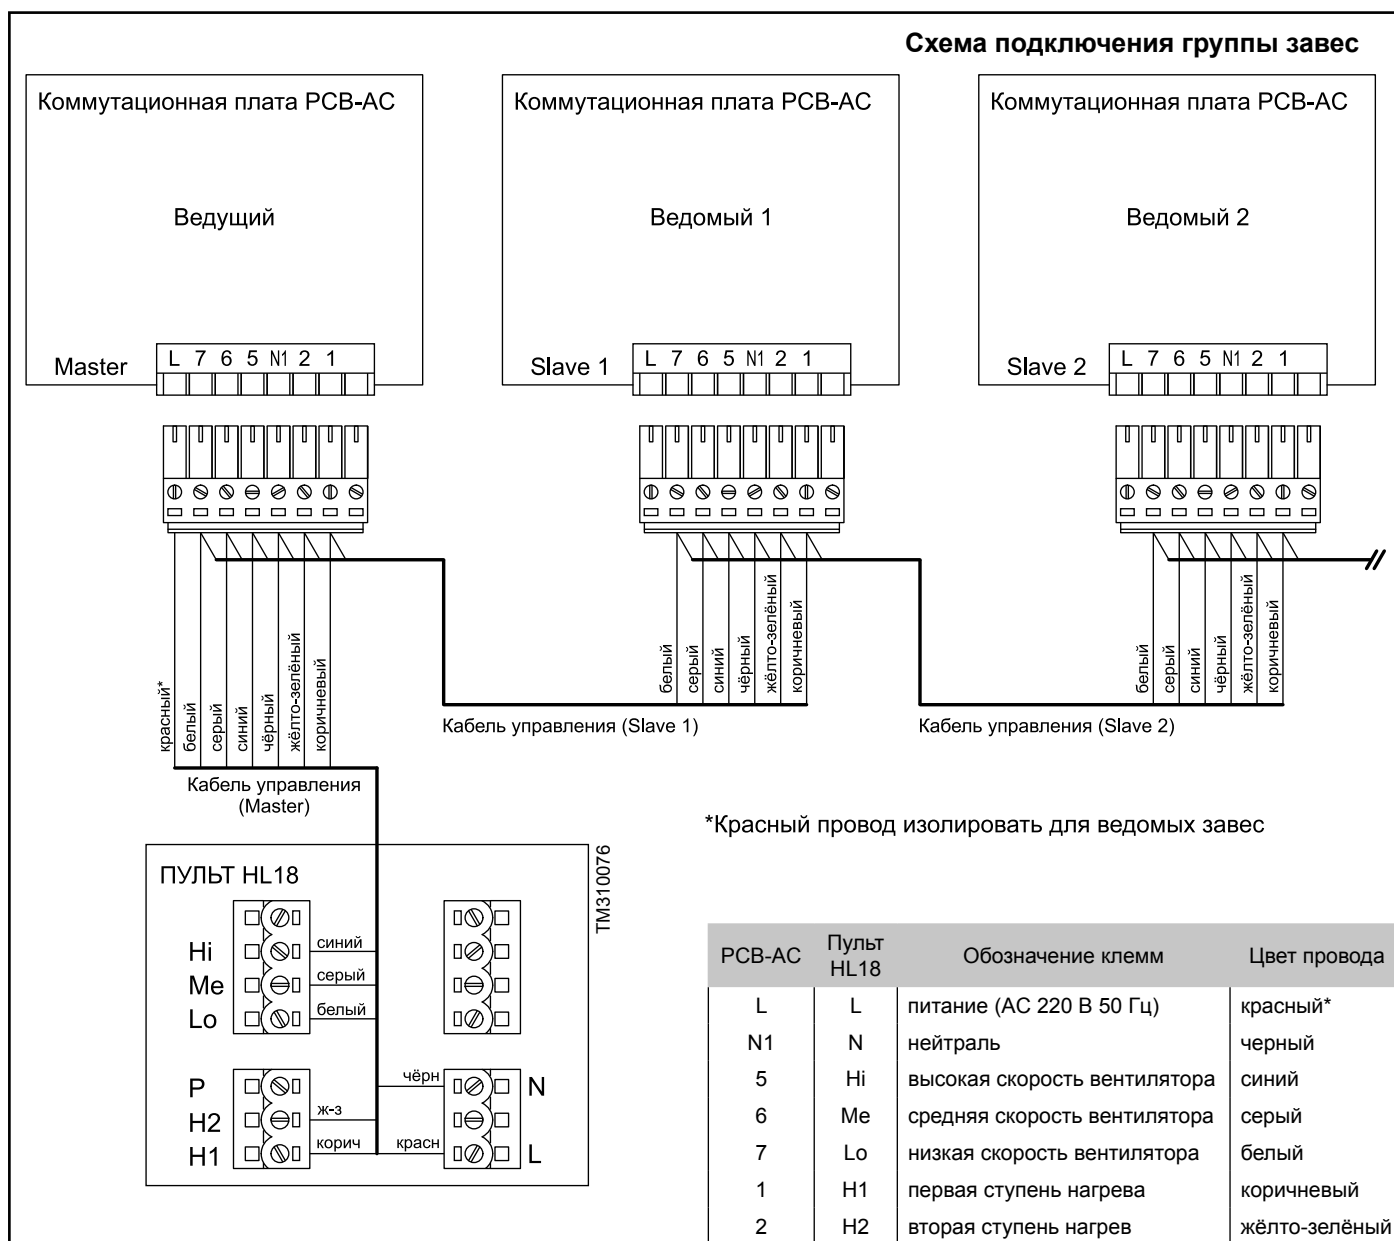 Схема подключения группы завес
Коммутационная плата PCB-AC
Ведущий
Master
L 7 6 5 N1 2 1
Коммутационная плата PCB-AC
Ведомый 1
Slave 1
L 7 6 5 N1 2 1
Коммутационная плата PCB-AC
Ведомый 2
Slave 2
L 7 6 5 N1 2 1
красный*
белый
серый
синий
чёрный
жёлто-зелёный
коричневый
Кабель управления
(Master)
белый
серый
синий
чёрный
жёлто-зелёный
коричневый
Кабель управления (Slave 1)
белый
серый
синий
чёрный
жёлто-зелёный
коричневый
Кабель управления (Slave 2)
*Красный провод изолировать для ведомых завес
ПУЛЬТ HL18
TM310076
Hi синий
Me серый
Lo белый
P чёрн N
H2 ж-з
H1 корич красн L
PCB-AC Пульт HL18 Обозначение клемм Цвет провода
L L питание (AC 220 В 50 Гц) красный*
N1 N нейтраль черный
5 Hi высокая скорость вентилятора синий
6 Me средняя скорость вентилятора серый
7 Lo низкая скорость вентилятора белый
1 H1 первая ступень нагрева коричневый
2 H2 вторая ступень нагрев жёлто-зелёный